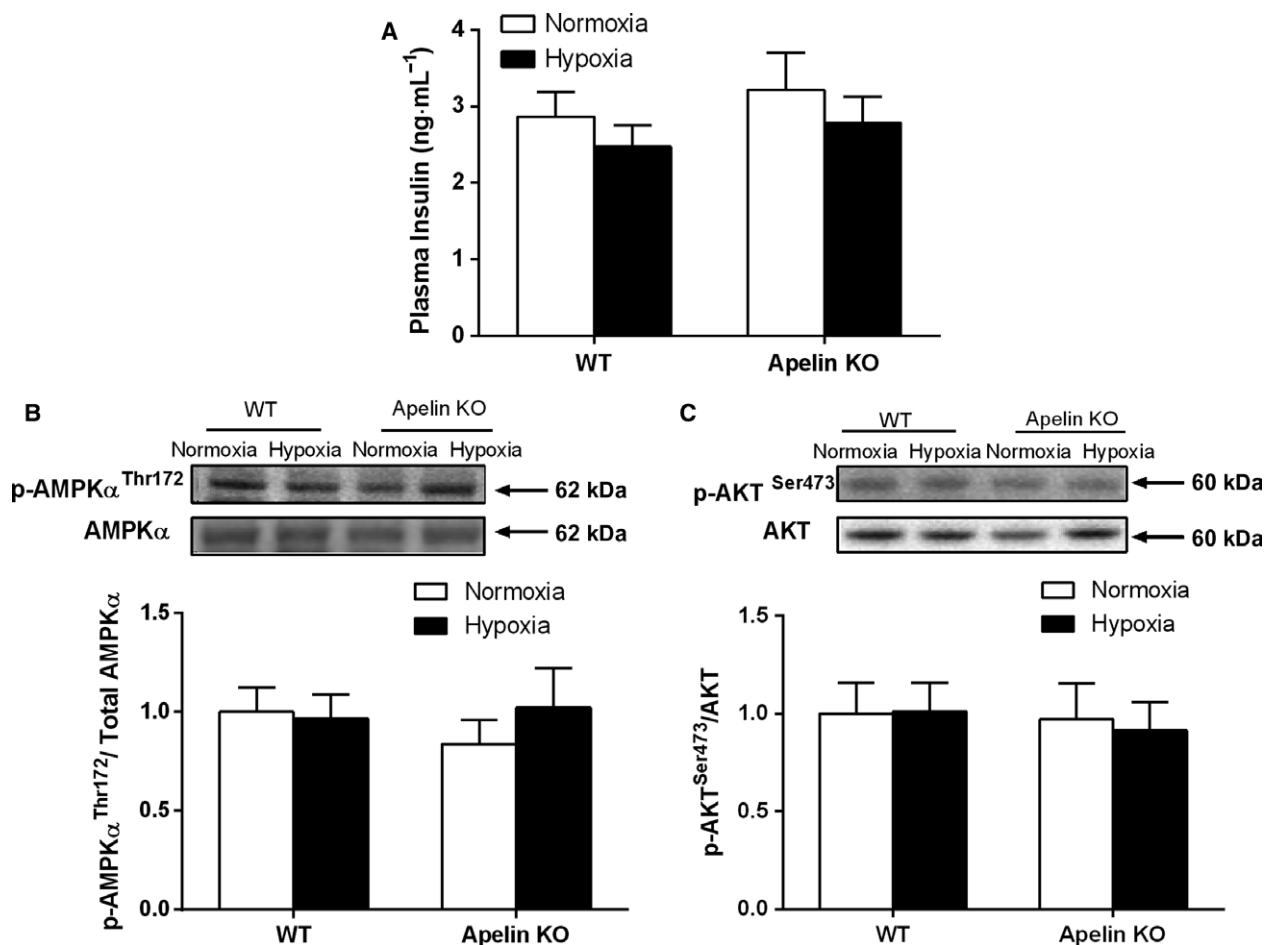 A
Normoxia
Hypoxia
Plasma Insulin (ng·mL⁻¹)
4
3
2
1
0
WT
Apelin KO
B
WT
Apelin KO
Normoxia Hypoxia Normoxia Hypoxia
p-AMPKα^Thr172
62 kDa
AMPKα
62 kDa
Normoxia
Hypoxia
p-AMPKα^Thr172/ Total AMPKα
1.5
1.0
0.5
0.0
WT
Apelin KO
C
WT
Apelin KO
Normoxia Hypoxia Normoxia Hypoxia
p-AKT^Ser473
60 kDa
AKT
60 kDa
Normoxia
Hypoxia
p-AKT^Ser473/AKT
1.5
1.0
0.5
0.0
WT
Apelin KO